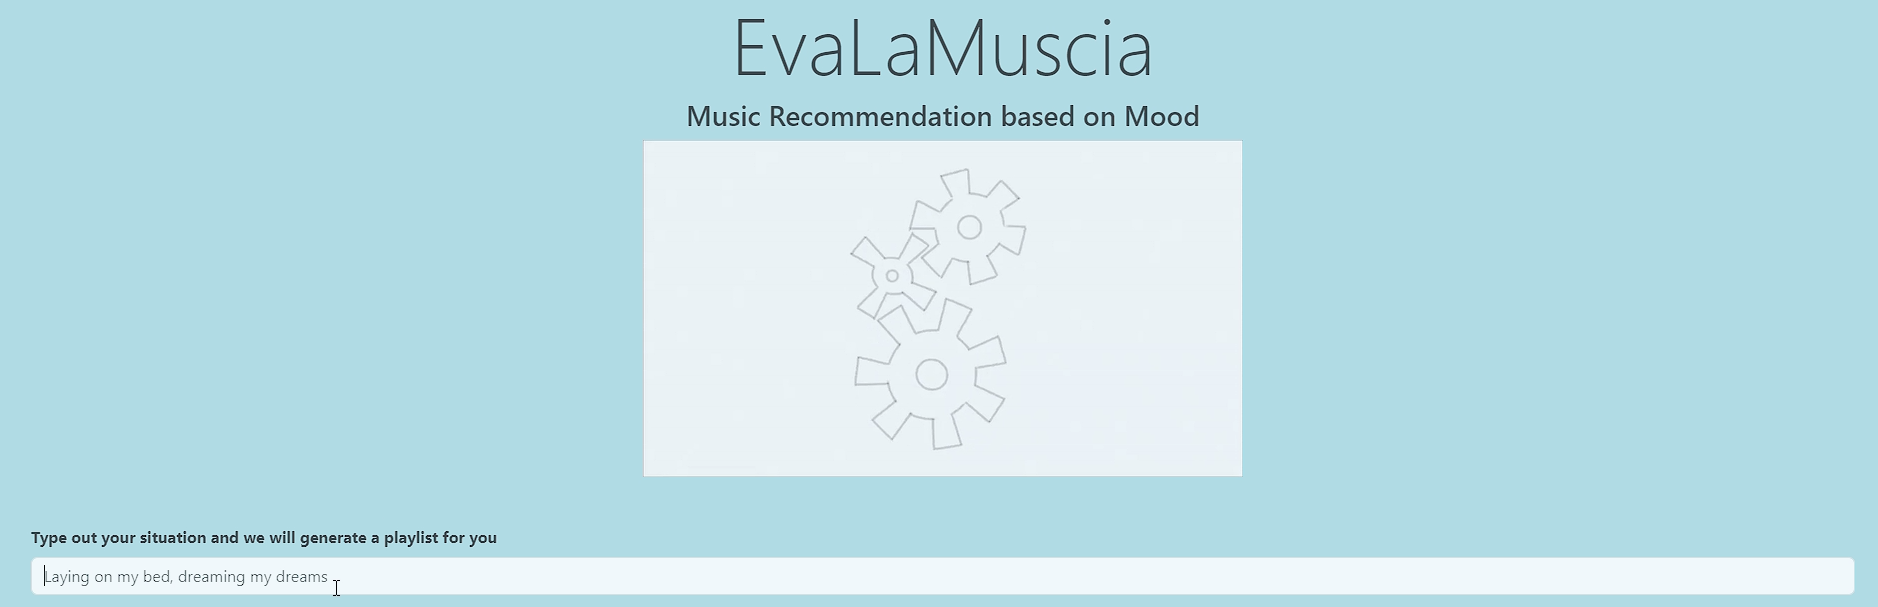 EvaLaMuscia
Music Recommendation based on Mood
Type out your situation and we will generate a playlist for you
Laying on my bed, dreaming my dreams